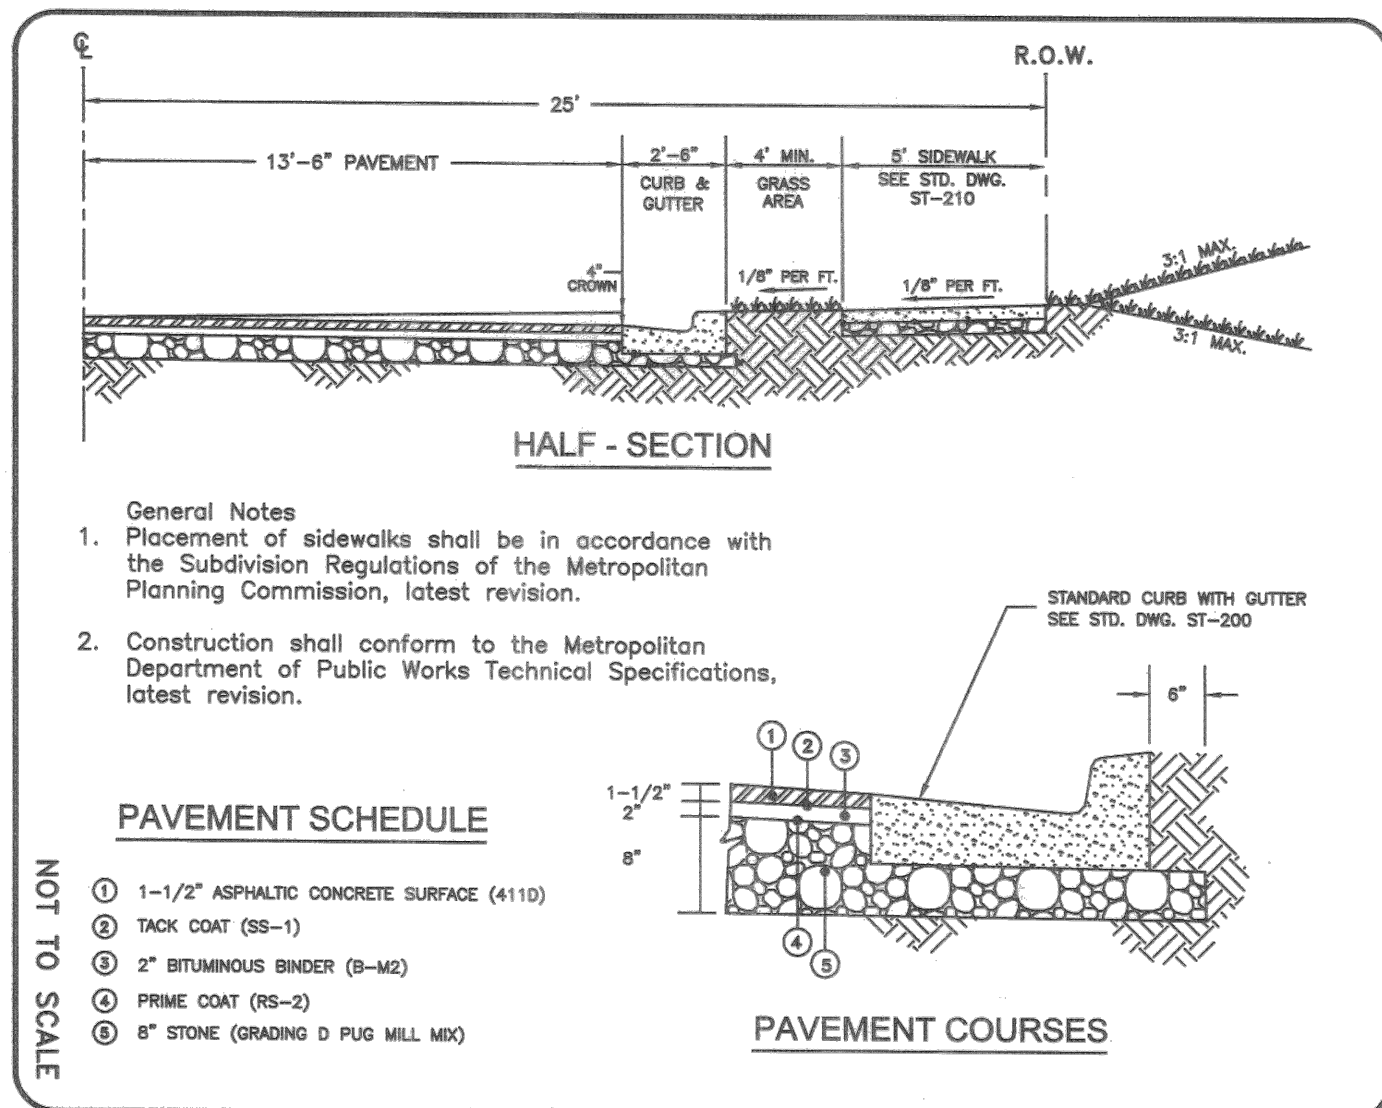 ℄
R.O.W.
25'
13'-6" PAVEMENT
2'-6"
CURB &
GUTTER
4' MIN.
GRASS
AREA
5' SIDEWALK
SEE STD. DWG.
ST-210
4"
CROWN
1/8" PER FT.
1/8" PER FT.
3:1 MAX.
3:1 MAX.
HALF - SECTION
General Notes
1. Placement of sidewalks shall be in accordance with
the Subdivision Regulations of the Metropolitan
Planning Commission, latest revision.
2. Construction shall conform to the Metropolitan
Department of Public Works Technical Specifications,
latest revision.
STANDARD CURB WITH GUTTER
SEE STD. DWG. ST-200
6"
1
2
3
1-1/2"
2"
8"
4
5
PAVEMENT COURSES
PAVEMENT SCHEDULE
1 1-1/2" ASPHALTIC CONCRETE SURFACE (411D)
2 TACK COAT (SS-1)
3 2" BITUMINOUS BINDER (B-M2)
4 PRIME COAT (RS-2)
5 8" STONE (GRADING D PUG MILL MIX)
NOT TO SCALE